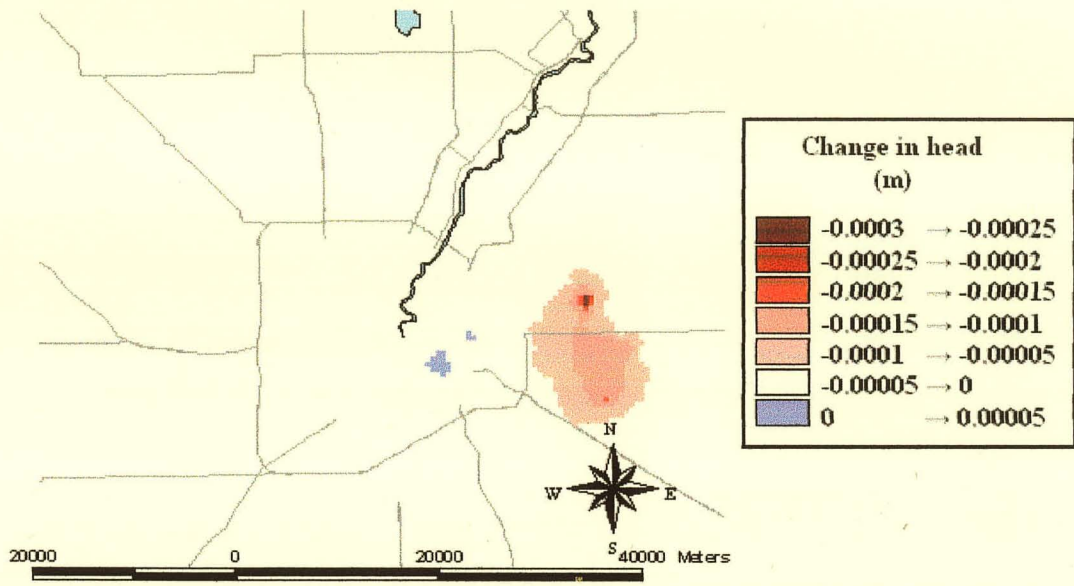 Change in head
(m)
-0.0003 → -0.00025
-0.00025 → -0.0002
-0.0002 → -0.00015
-0.00015 → -0.0001
-0.0001 → -0.00005
-0.00005 → 0
0 → 0.00005
N
W E
S
20000 0 20000 40000 Meters